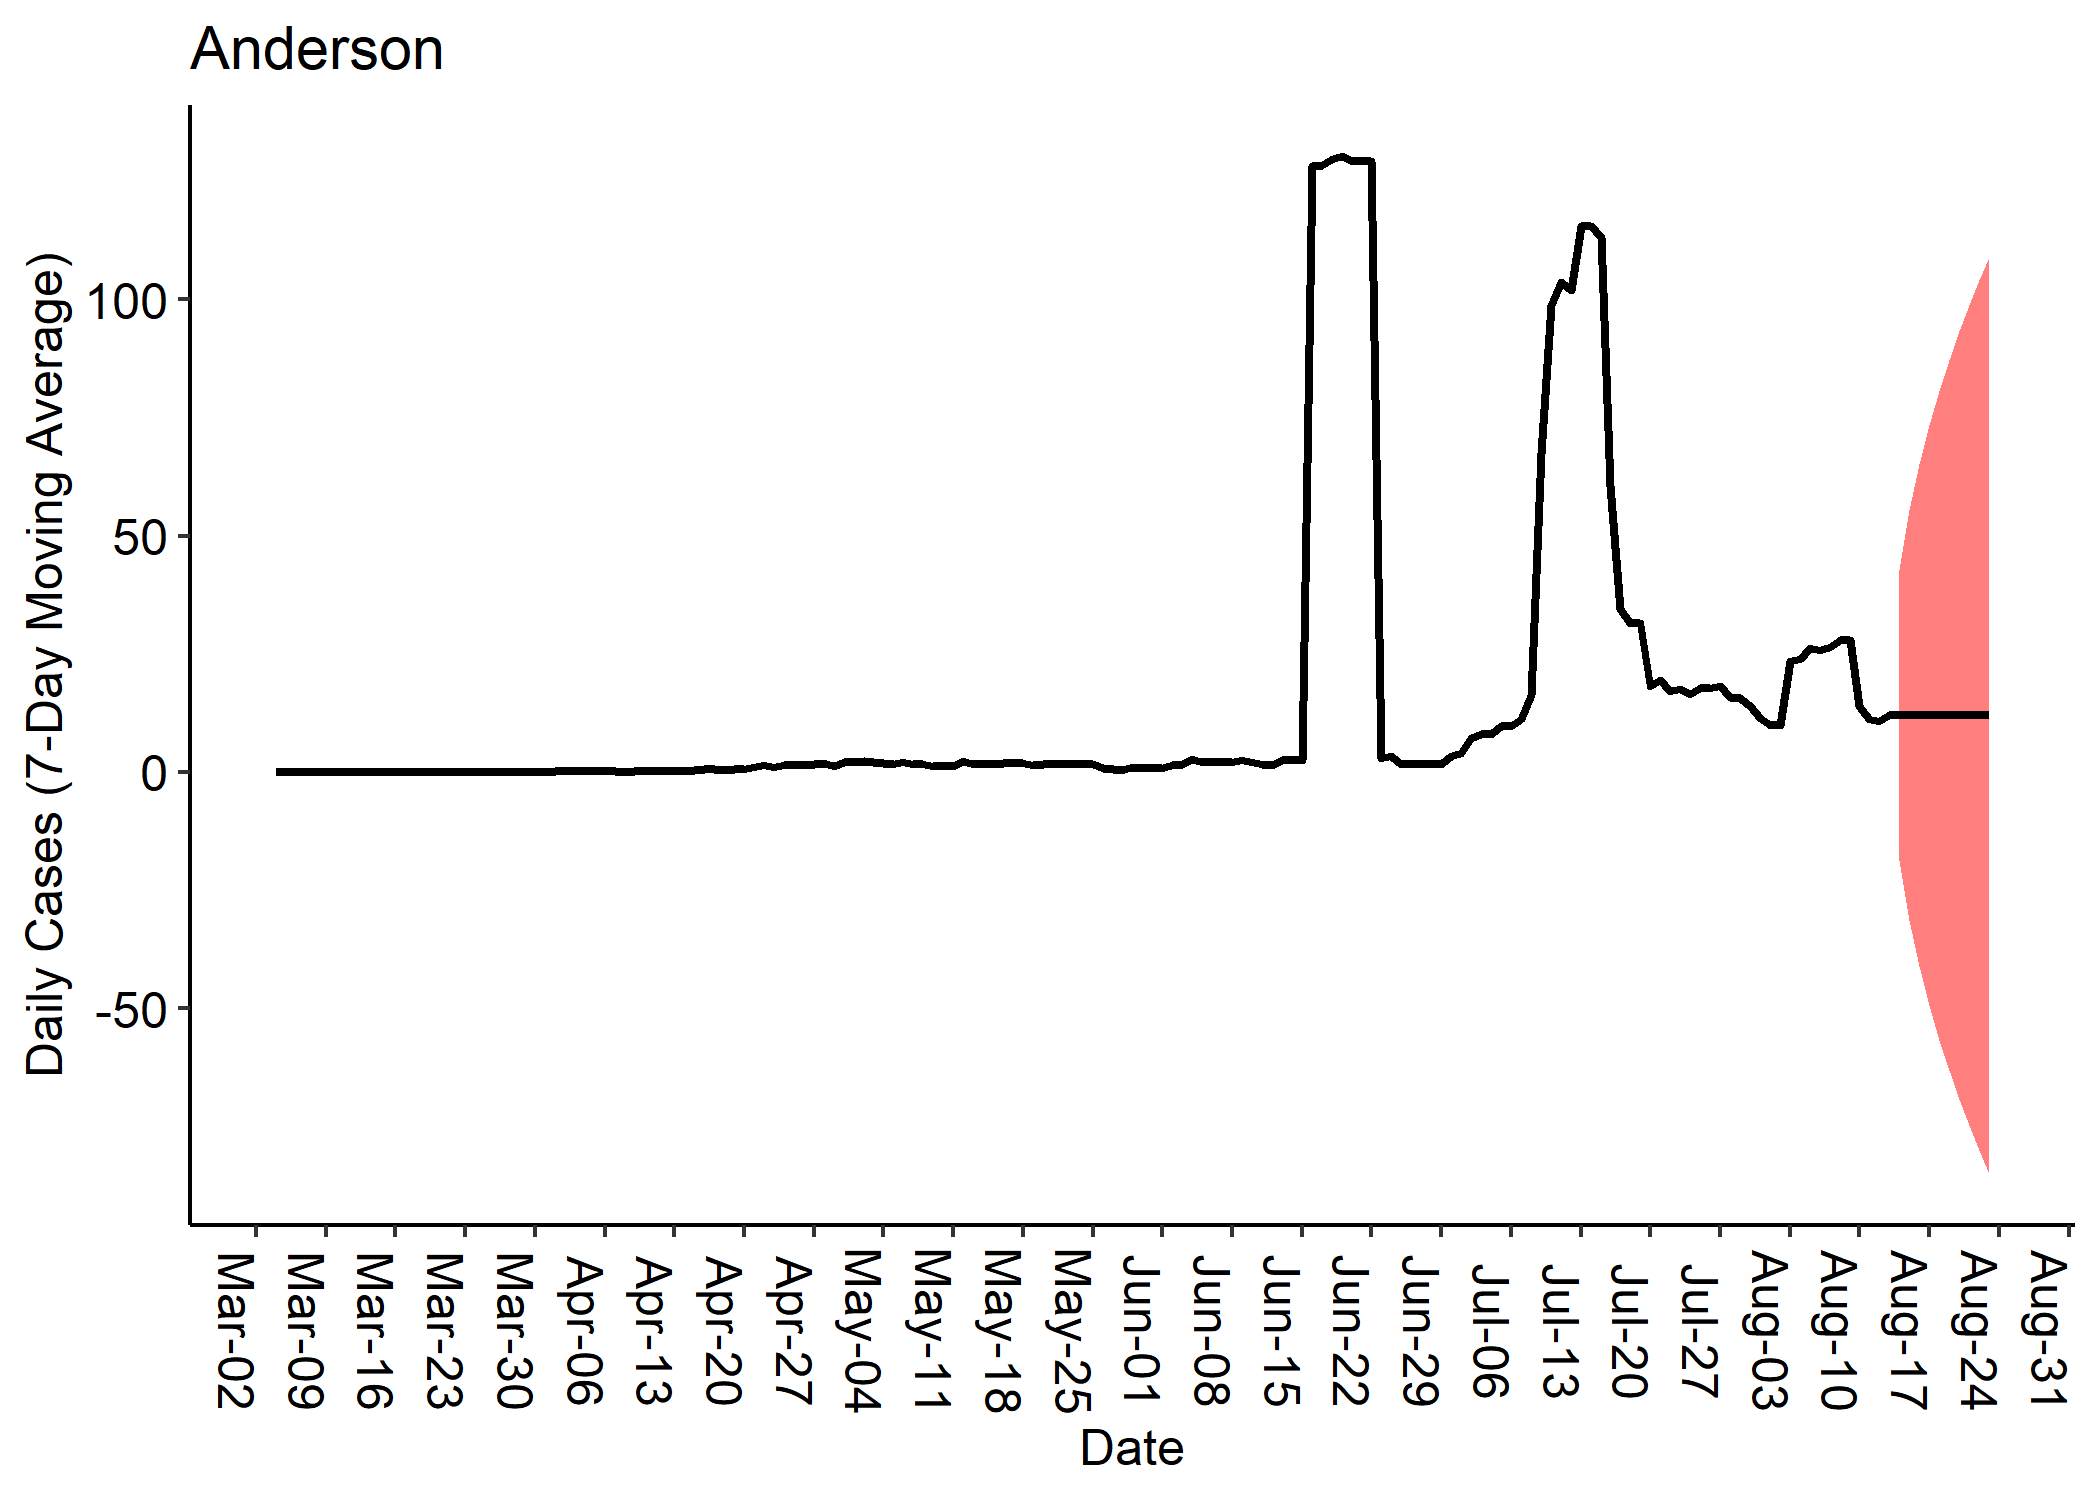 Anderson
Daily Cases (7-Day Moving Average)
100
50
0
-50
Mar-02
Mar-09
Mar-16
Mar-23
Mar-30
Apr-06
Apr-13
Apr-20
Apr-27
May-04
May-11
May-18
May-25
Jun-01
Jun-08
Jun-15
Jun-22
Jun-29
Jul-06
Jul-13
Jul-20
Jul-27
Aug-03
Aug-10
Aug-17
Aug-24
Aug-31
Date